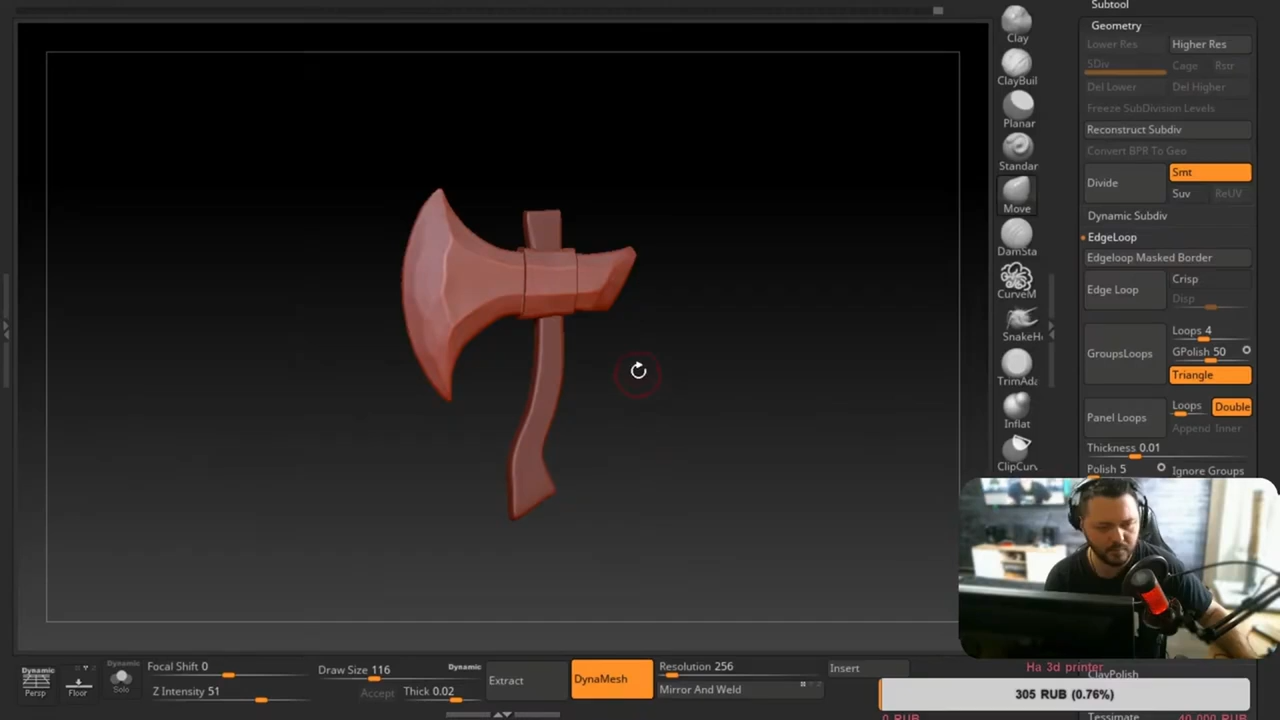 Subtool
Geometry
Lower Res
Higher Res
SDiv
Cage
Rstr
Del Lower
Del Higher
Freeze SubDivision Levels
Reconstruct Subdiv
Convert BPR To Geo
Divide
Smt
Suv
ReUV
Dynamic Subdiv
EdgeLoop
Edgeloop Masked Border
Edge Loop
Crisp
Disp
GroupsLoops
Loops 4
GPolish 50
Triangle
Panel Loops
Loops
Double
Append
Inner
Thickness 0.01
Polish 5
Ignore Groups
Clay
ClayBuil
Planar
Standar
Move
DamSta
CurveM
SnakeH
TrimAda
Inflat
ClipCurv
Dynamic
Persp
Floor
Dynamic
Solo
Focal Shift 0
Z Intensity 51
Draw Size 116
Dynamic
Accept
Thick 0.02
Extract
DynaMesh
Resolution 256
Mirror And Weld
Insert
На 3d printer
ClayPolish
305 RUB (0.76%)
0 RUB
40 000 RUB
Tessimate